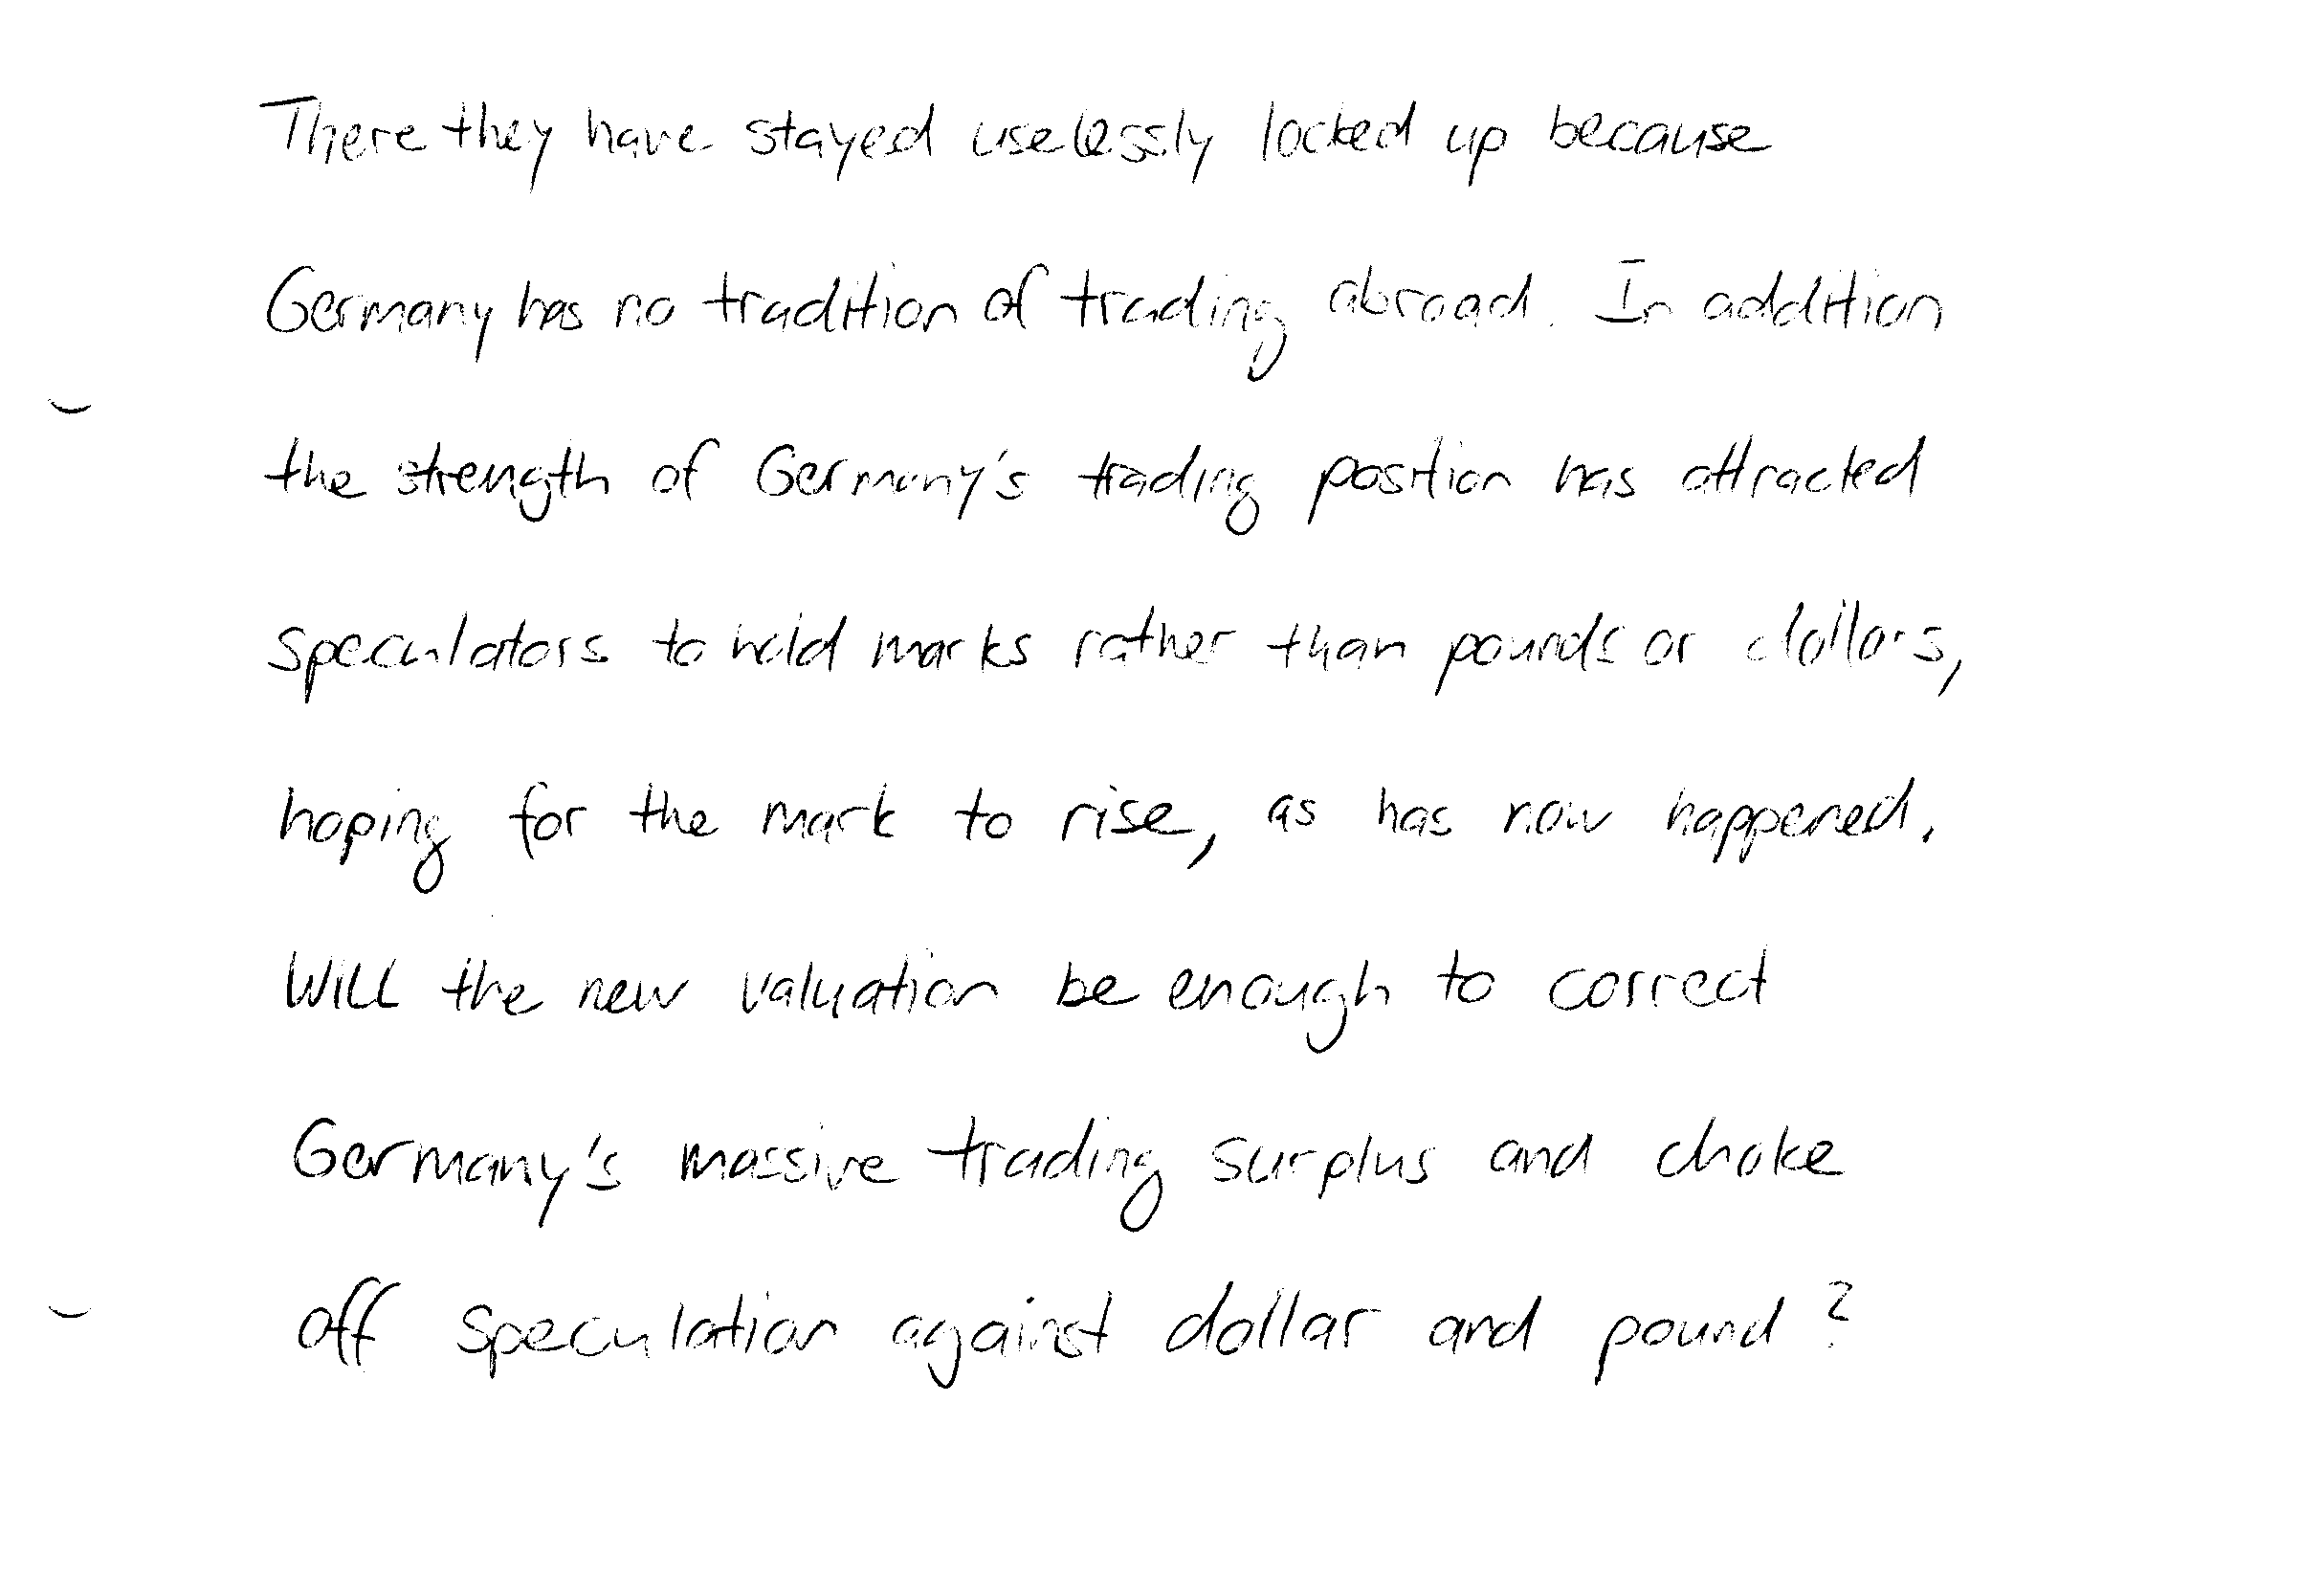 There they have stayed uselessly locked up because
Germany has no tradition of trading abroad. In addition
the strength of Germany's trading position has attracted
speculators to hold marks rather than pounds or dollars,
hoping for the mark to rise, as has now happened.
Will the new valuation be enough to correct
Germany's massive trading surplus and choke
off speculation against dollar and pound?